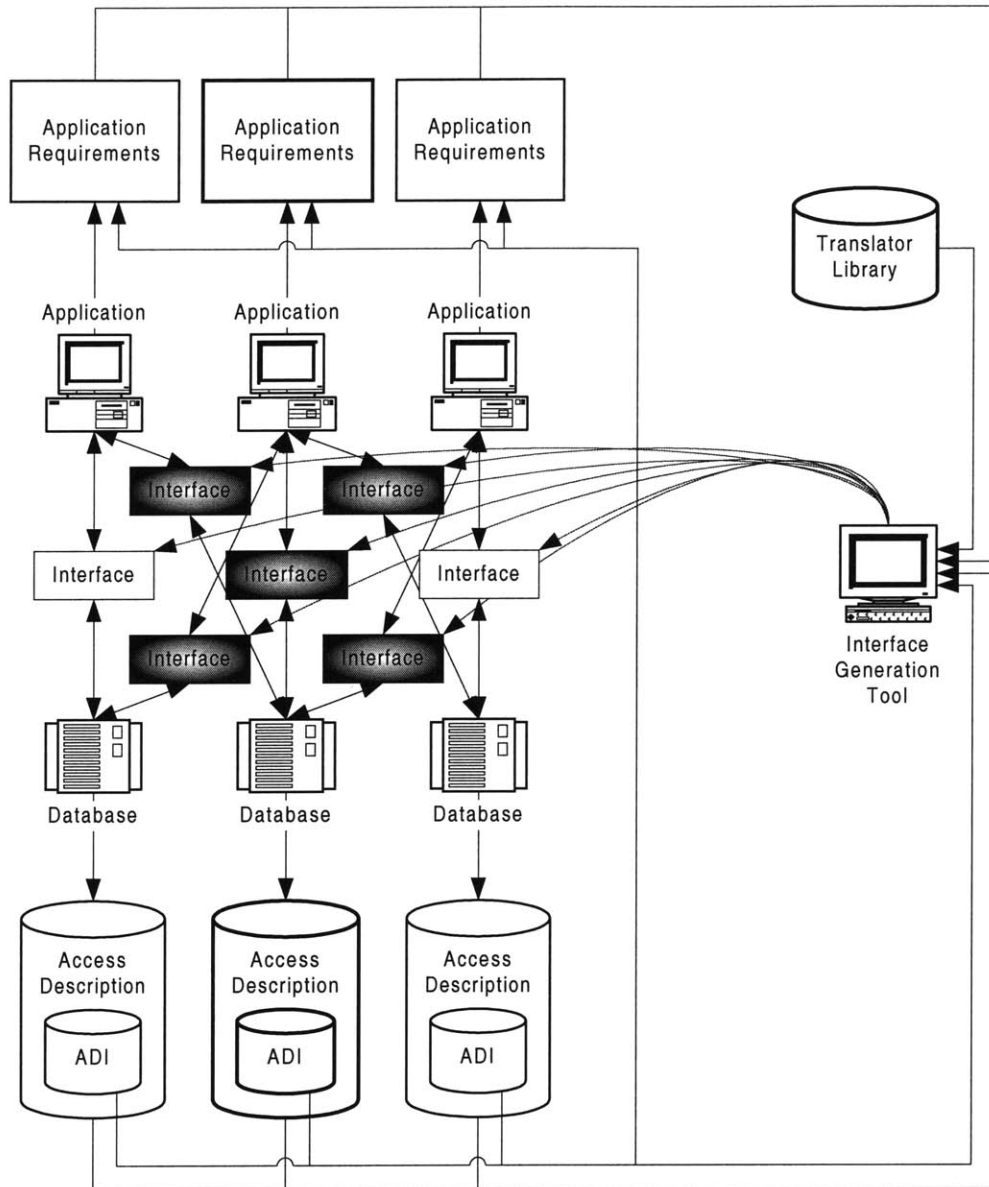 Application
Requirements
Application
Requirements
Application
Requirements
Translator
Library
Application
Application
Application
Interface
Interface
Interface
Interface
Interface
Interface
Interface
Interface
Generation
Tool
Database
Database
Database
Access
Description
Access
Description
Access
Description
ADI
ADI
ADI